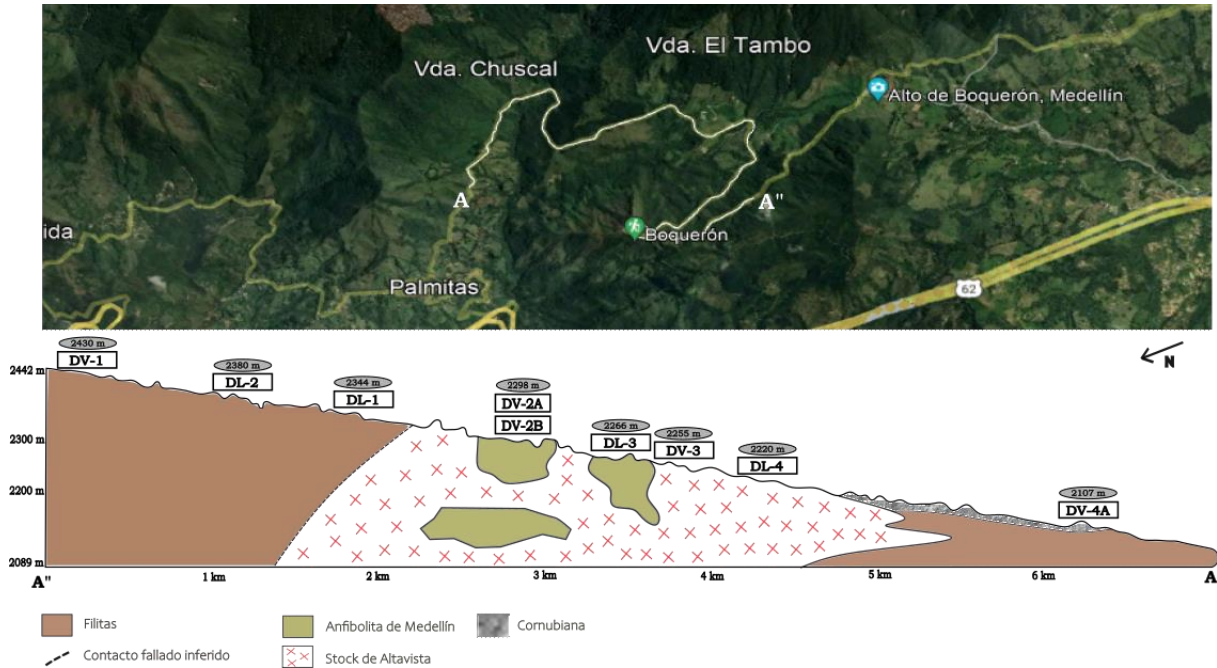 Vda. El Tambo
Vda. Chuscal
Alto de Boquerón, Medellín
A
A"
ida
Boquerón
Palmitas
62
2430 m
DV-1
2442 m
2380 m
DL-2
2344 m
DL-1
2298 m
DV-2A
DV-2B
2266 m
DL-3
2255 m
DV-3
2220 m
DL-4
N
2300 m
2200 m
2107 m
DV-4A
2089 m
A" 1 km 2 km 3 km 4 km 5 km 6 km A
Filitas Anfibolita de Medellín Cornubiana
Contacto fallado inferido Stock de Altavista